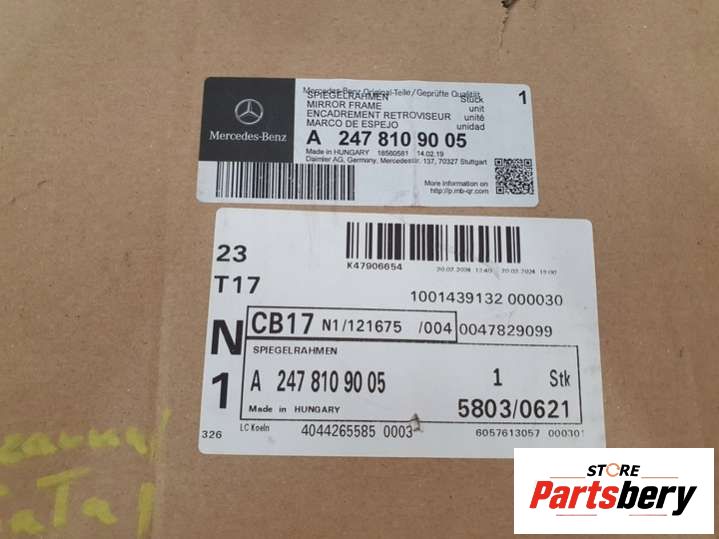 Mercedes-Benz Original-Teile/Geprüfte Qualität
SPIEGELRAHMEN Stück 1
MIRROR FRAME unit
ENCADREMENT RETROVISEUR unité
MARCO DE ESPEJO unidad
Mercedes-Benz
A 247 810 90 05
Made in HUNGARY 18560581 14.02.19
Daimler AG, Germany, Mercedesstr. 137, 70327 Stuttgart
More information on
http://p.mb-qr.com
23
T17
N
1
326
K47906654
1001439132 000030
CB17 N1/121675 /004 0047829099
SPIEGELRAHMEN
A 247 810 90 05 1 Stk
Made in HUNGARY 5803/0621
LC Koeln 4044265585 0003 6057613057 000301
STORE
Partsbery